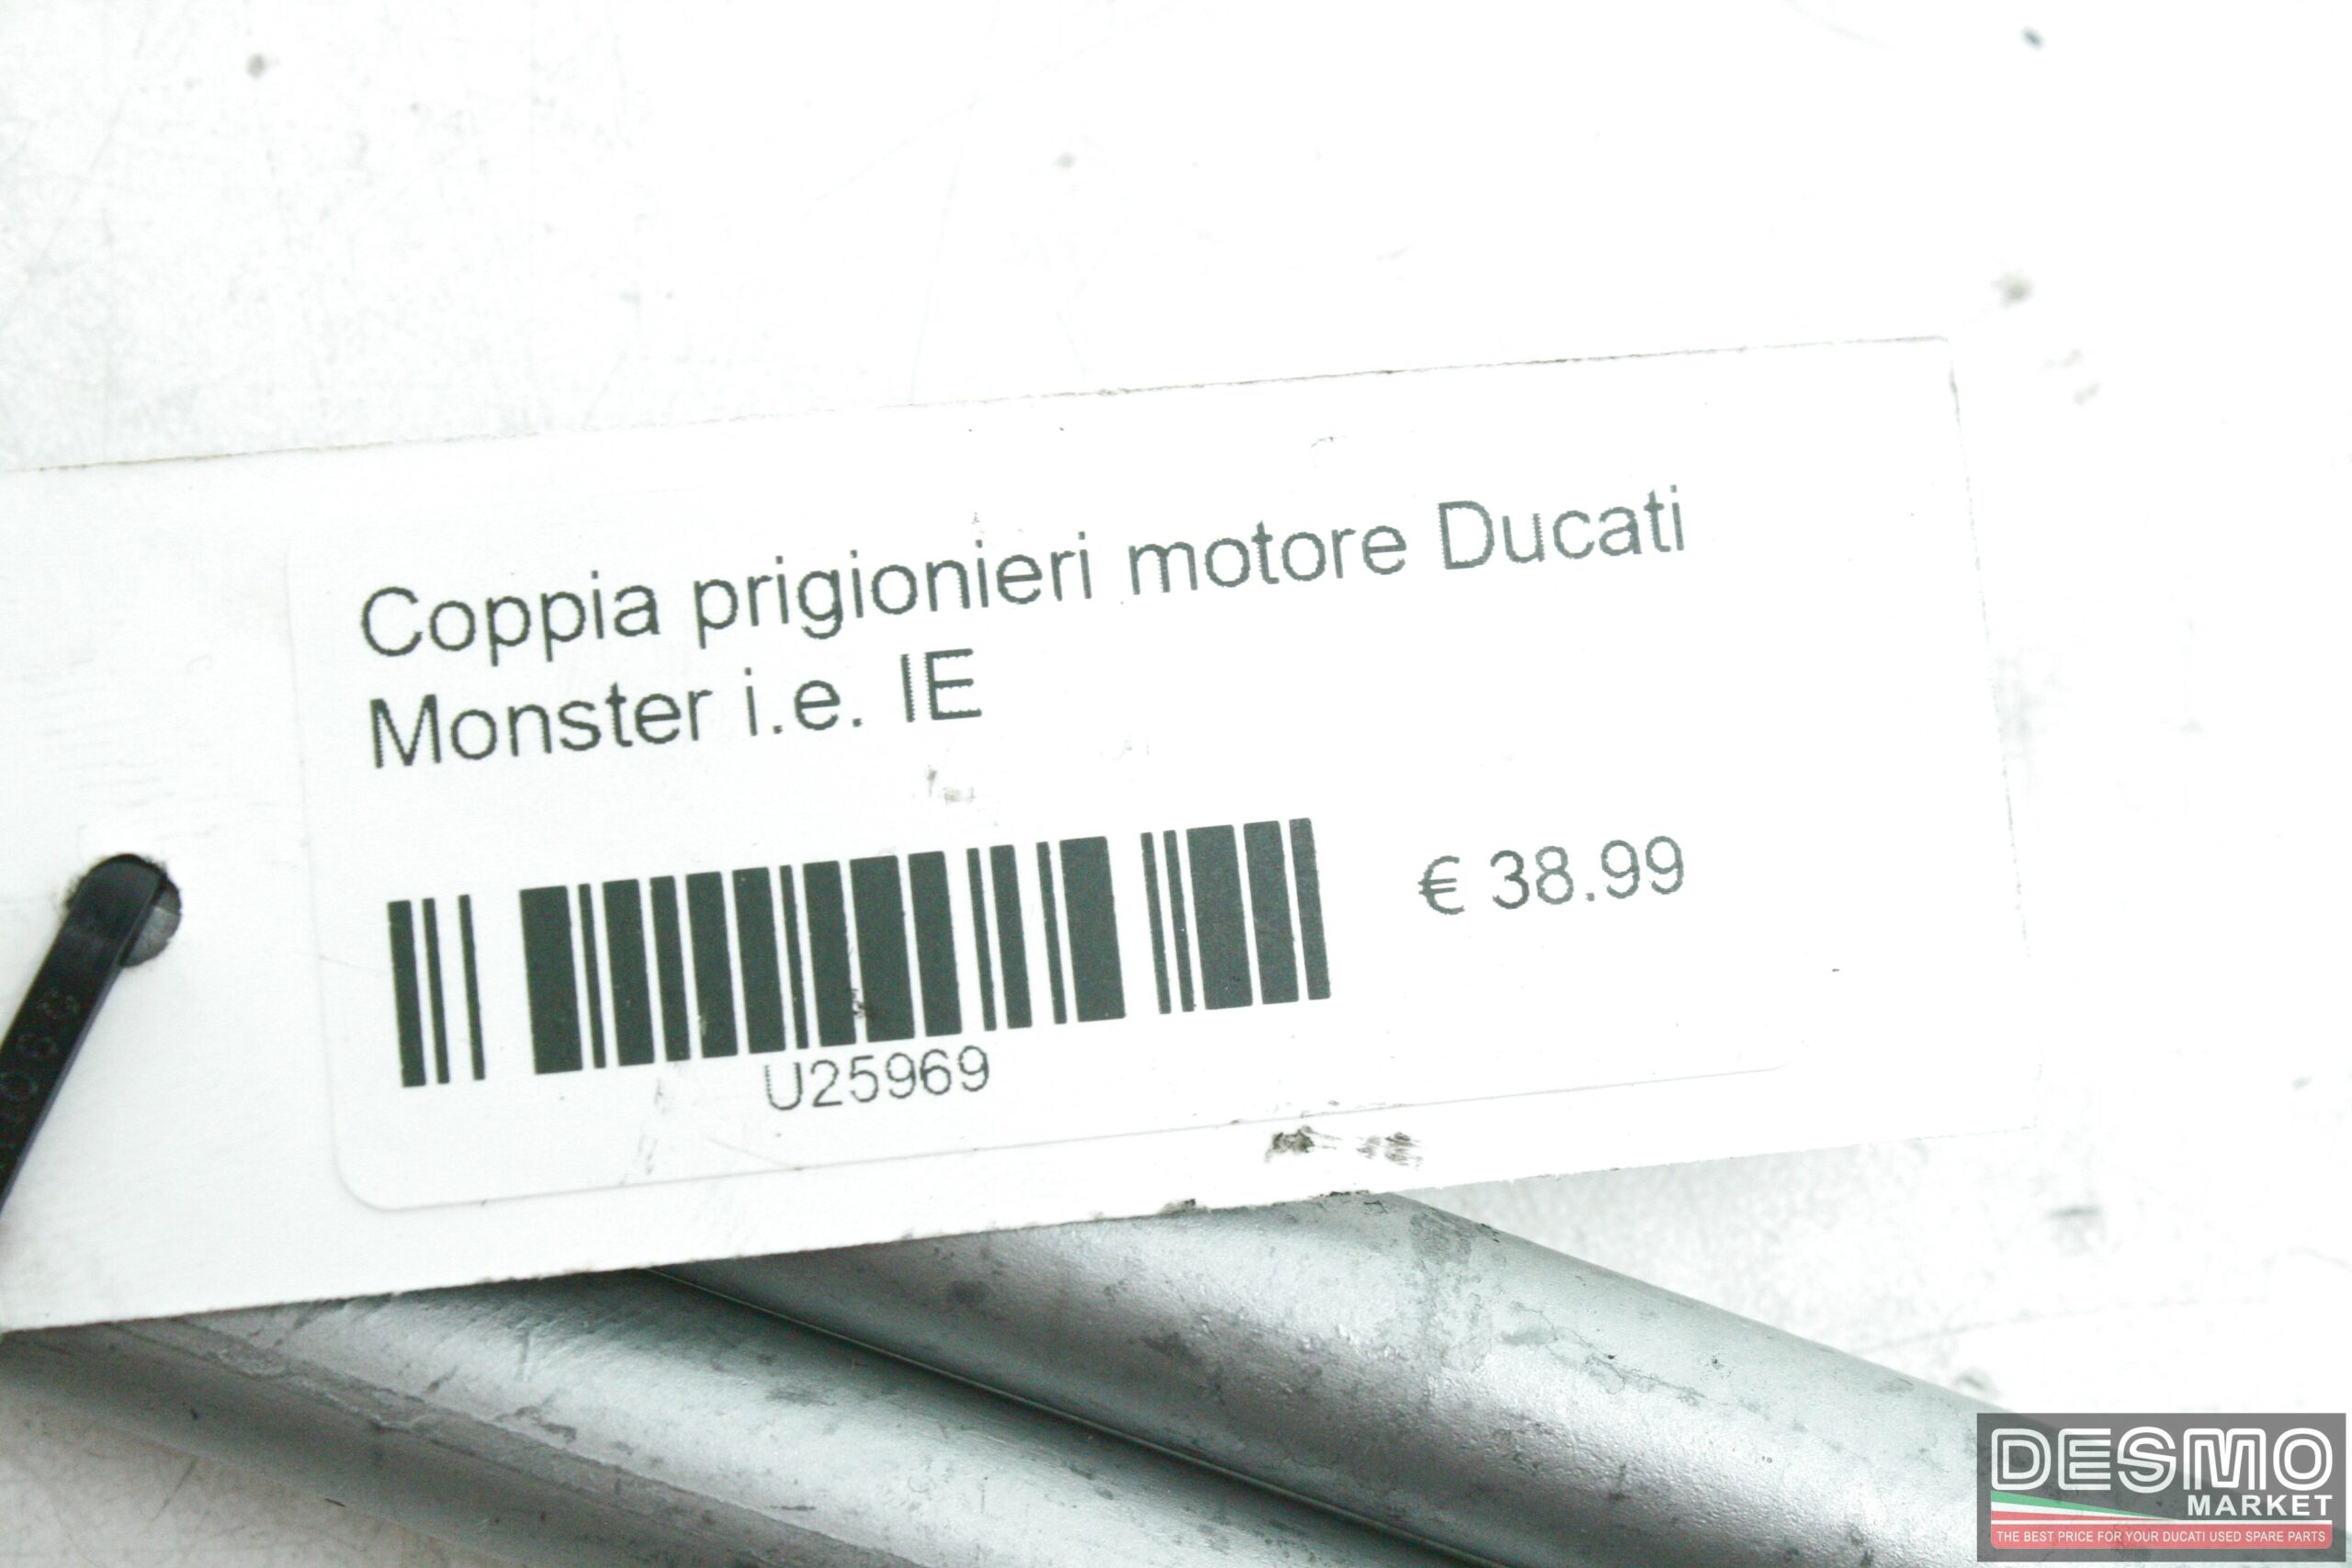 Coppia prigionieri motore Ducati
Monster i.e. IE
€ 38.99
U25969
DESMO
MARKET
THE BEST PRICE FOR YOUR DUCATI USED SPARE PARTS